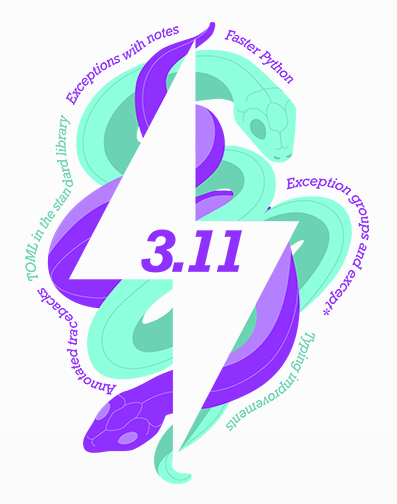 Exceptions with notes
Faster Python
TOML in the standard library
Exception groups and except*
3.11
Annotated tracebacks
Typing improvements